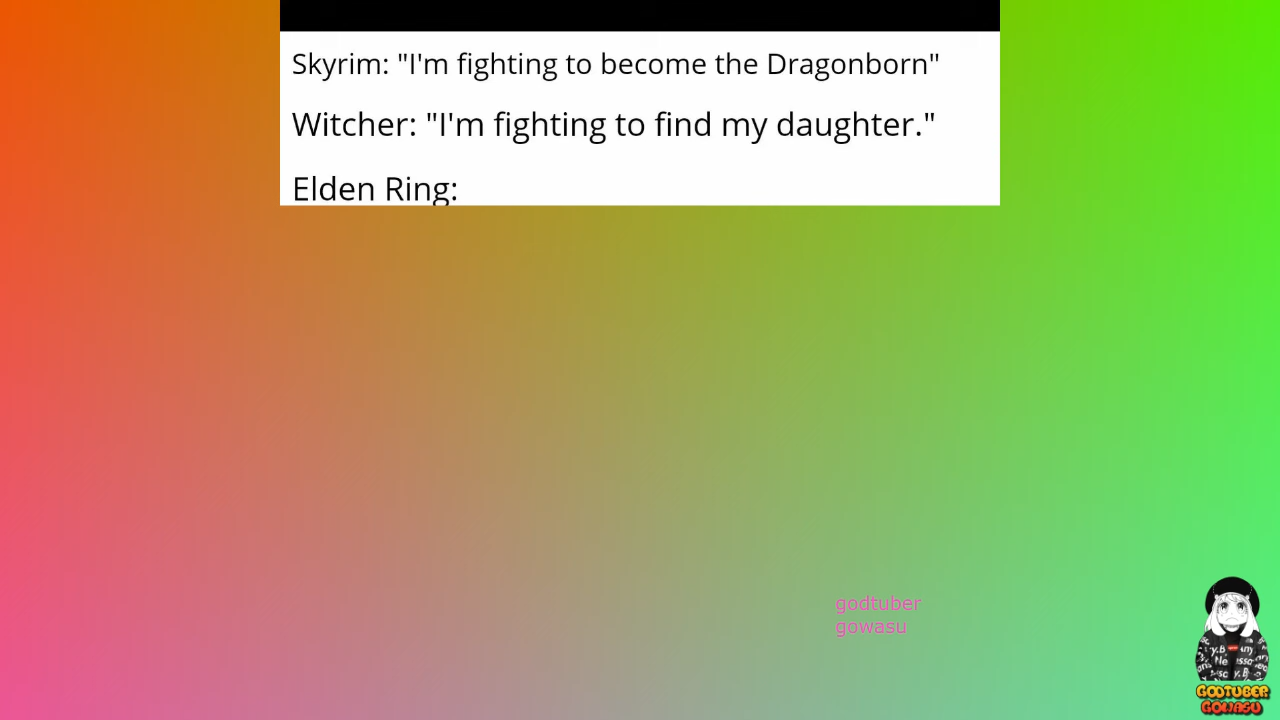 Skyrim: "I'm fighting to become the Dragonborn"
Witcher: "I'm fighting to find my daughter."
Elden Ring:
godtuber
gowasu
GODTUBER
GOWASU